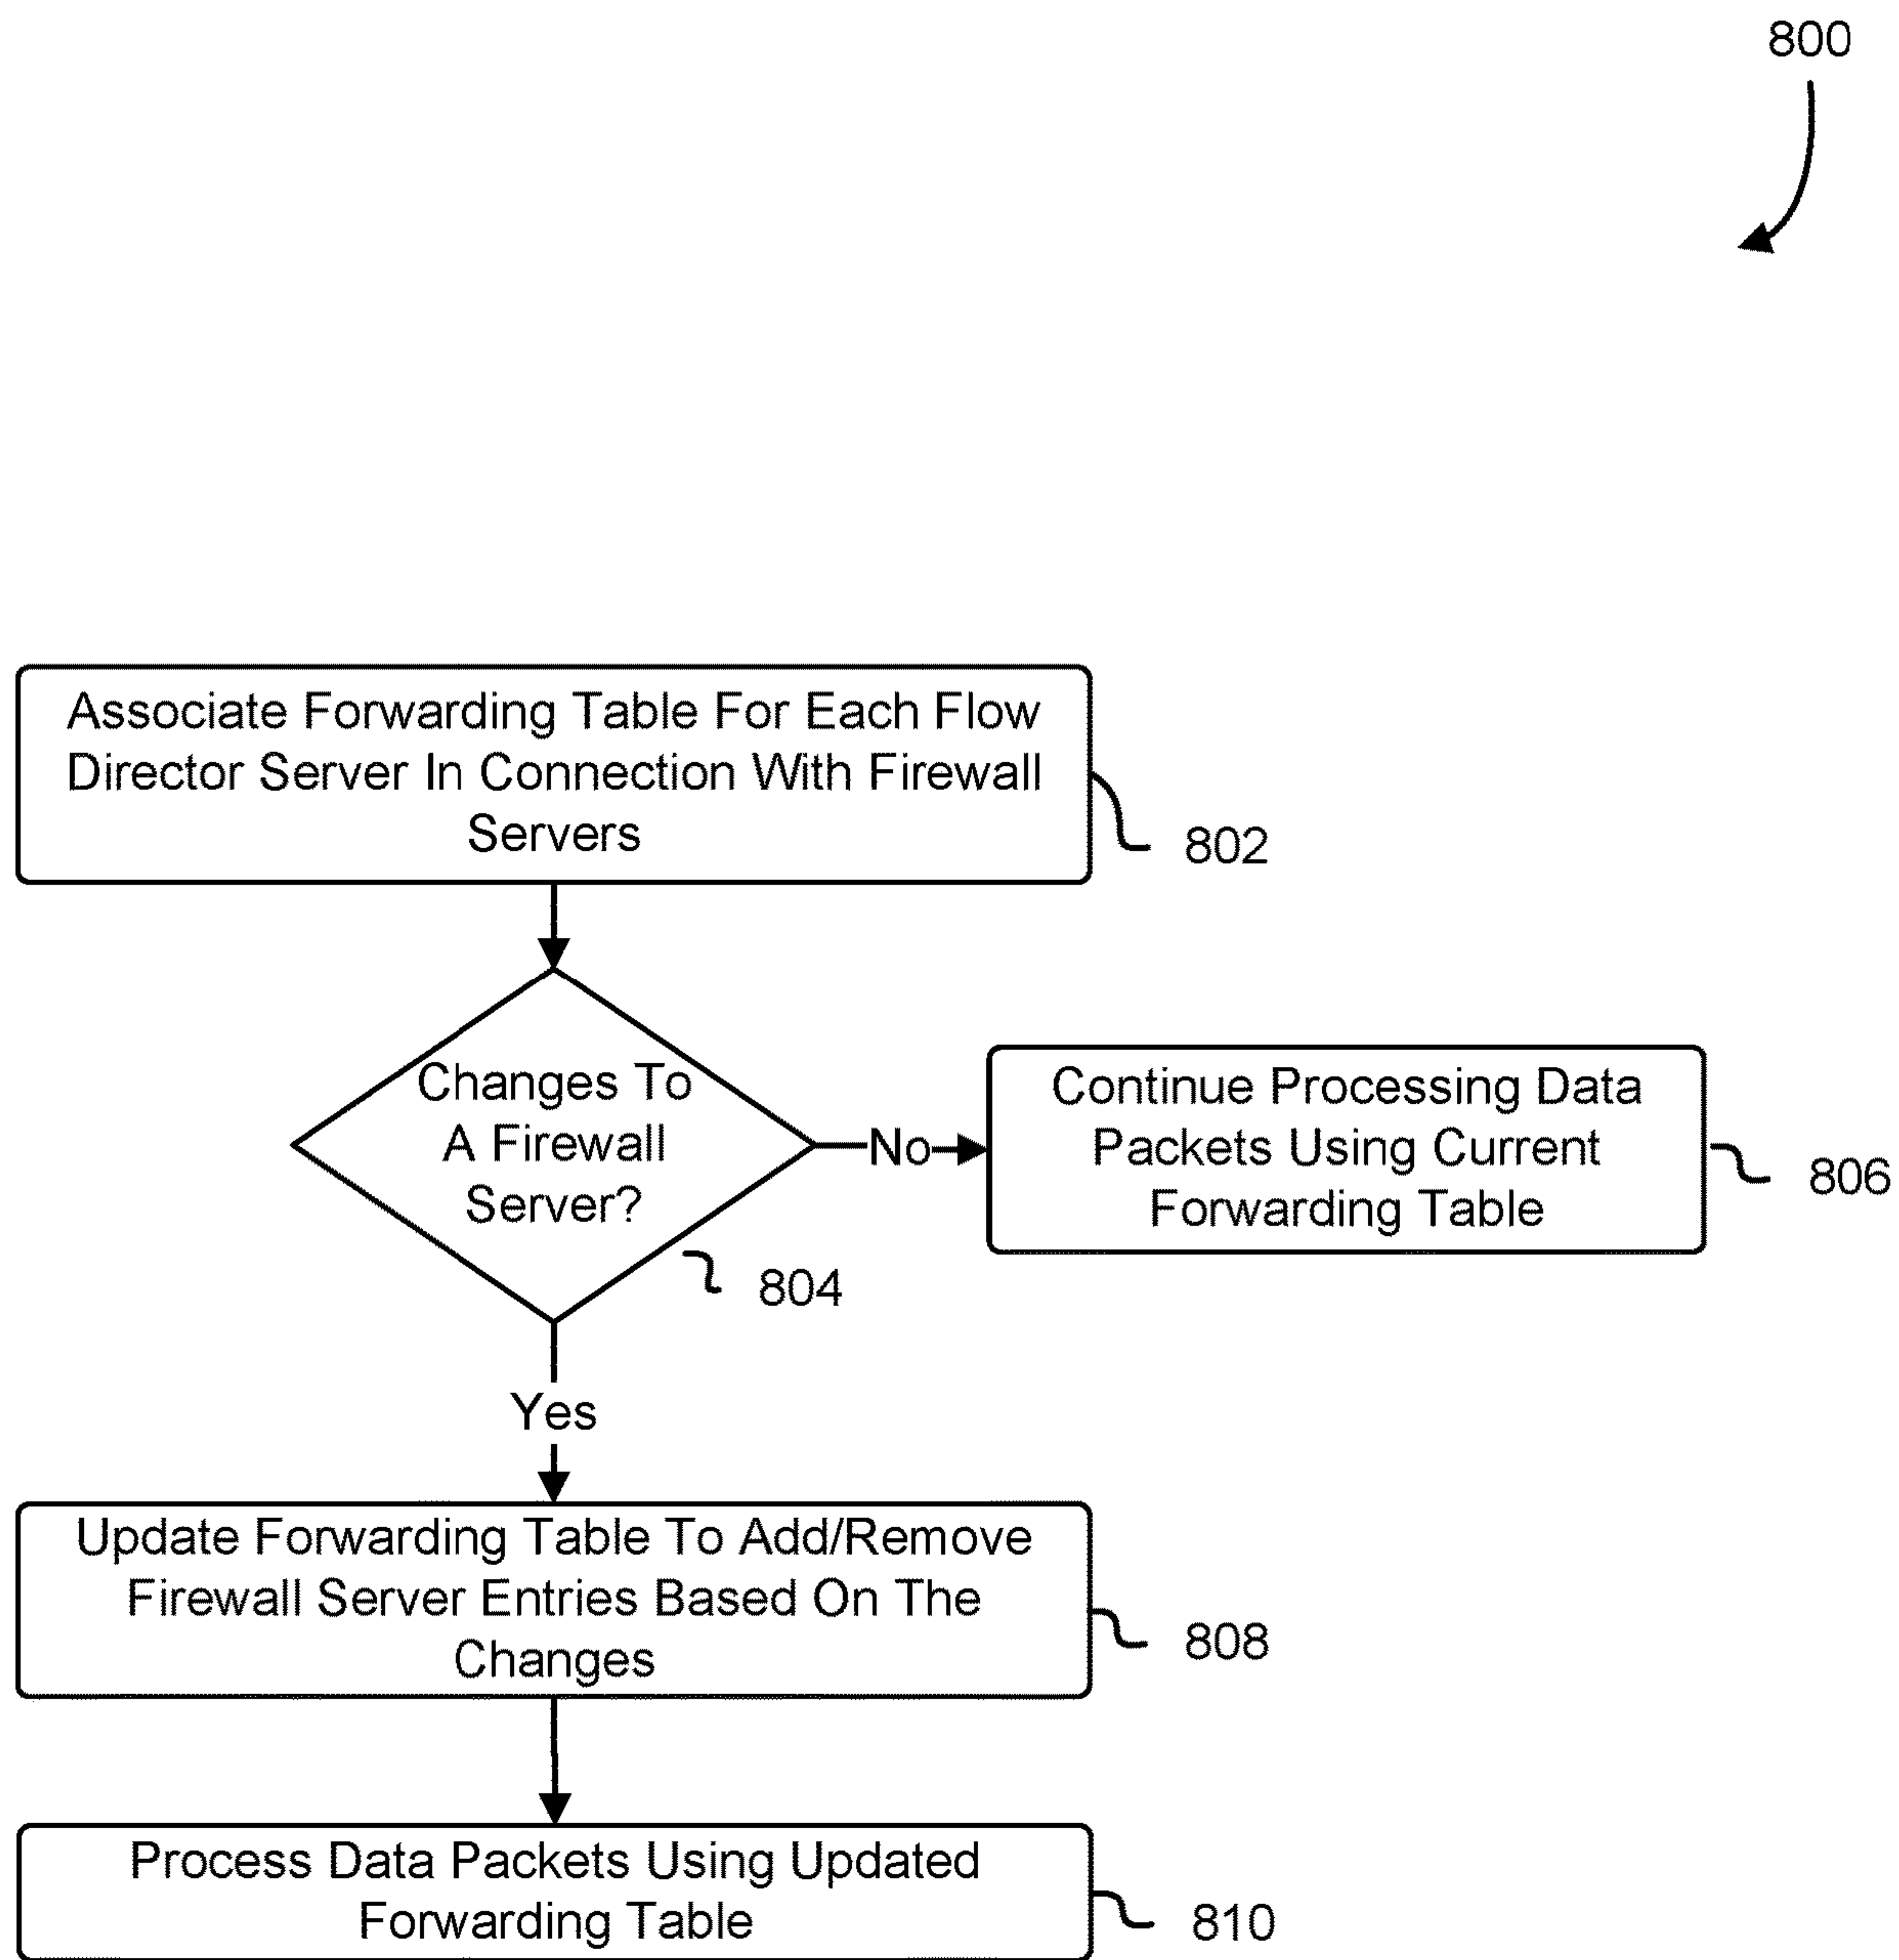 800
Associate Forwarding Table For Each Flow
Director Server In Connection With Firewall
Servers
802
Changes To
A Firewall
Server?
804
No
Continue Processing Data
Packets Using Current
Forwarding Table
806
Yes
Update Forwarding Table To Add/Remove
Firewall Server Entries Based On The
Changes
808
Process Data Packets Using Updated
Forwarding Table
810